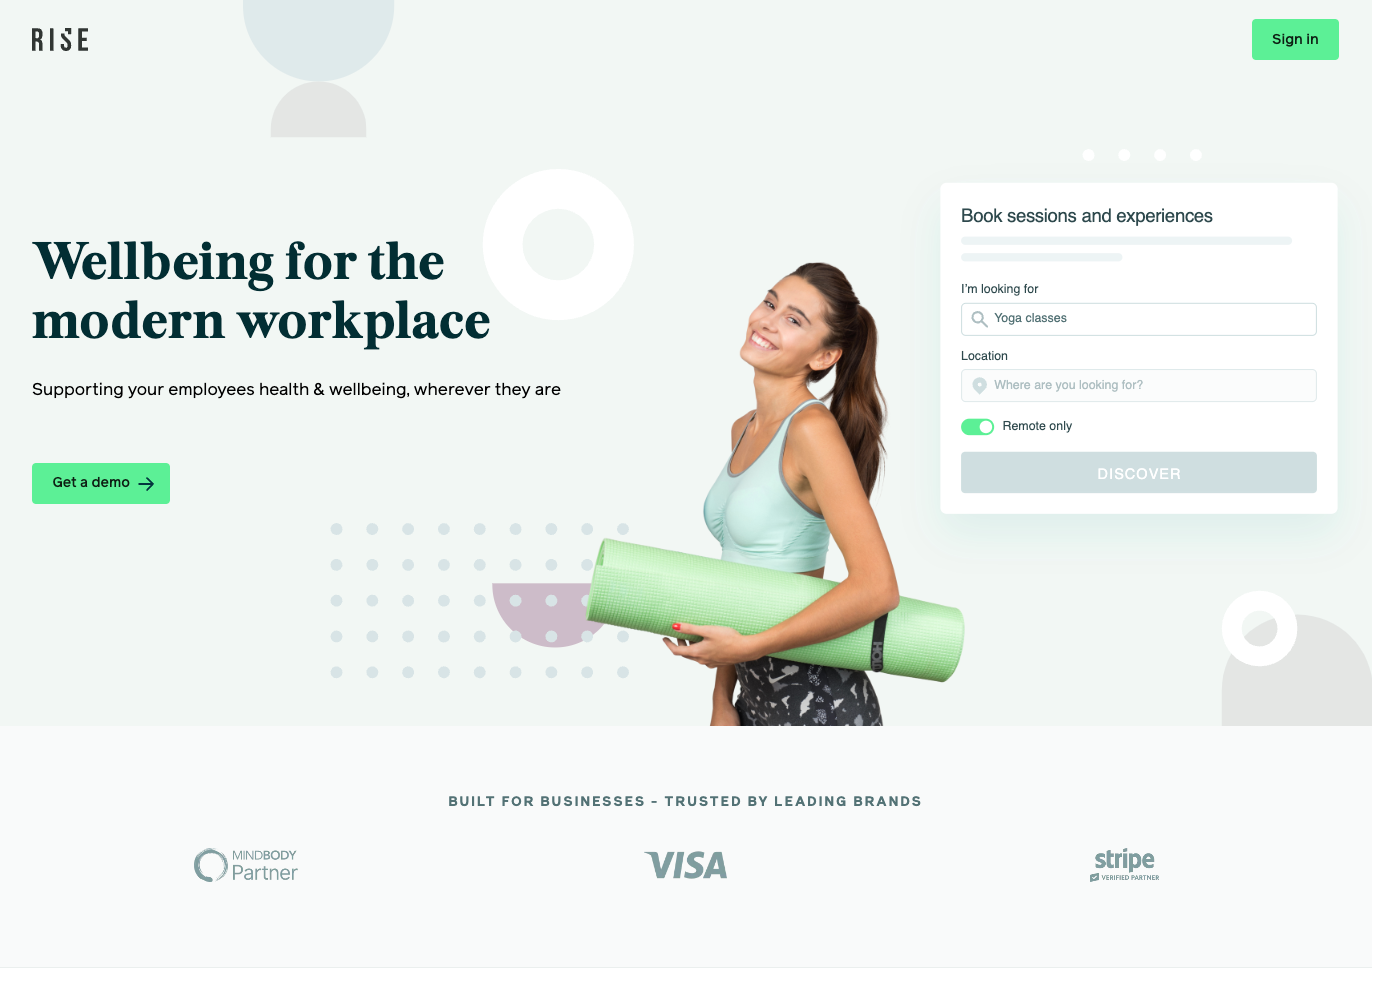 RISE
Sign in
Wellbeing for the
modern workplace
Supporting your employees health & wellbeing, wherever they are
Get a demo
Book sessions and experiences
I'm looking for
Yoga classes
Location
Where are you looking for?
Remote only
DISCOVER
BUILT FOR BUSINESSES - TRUSTED BY LEADING BRANDS
MINDBODY
Partner
VISA
stripe
VERIFIED PARTNER